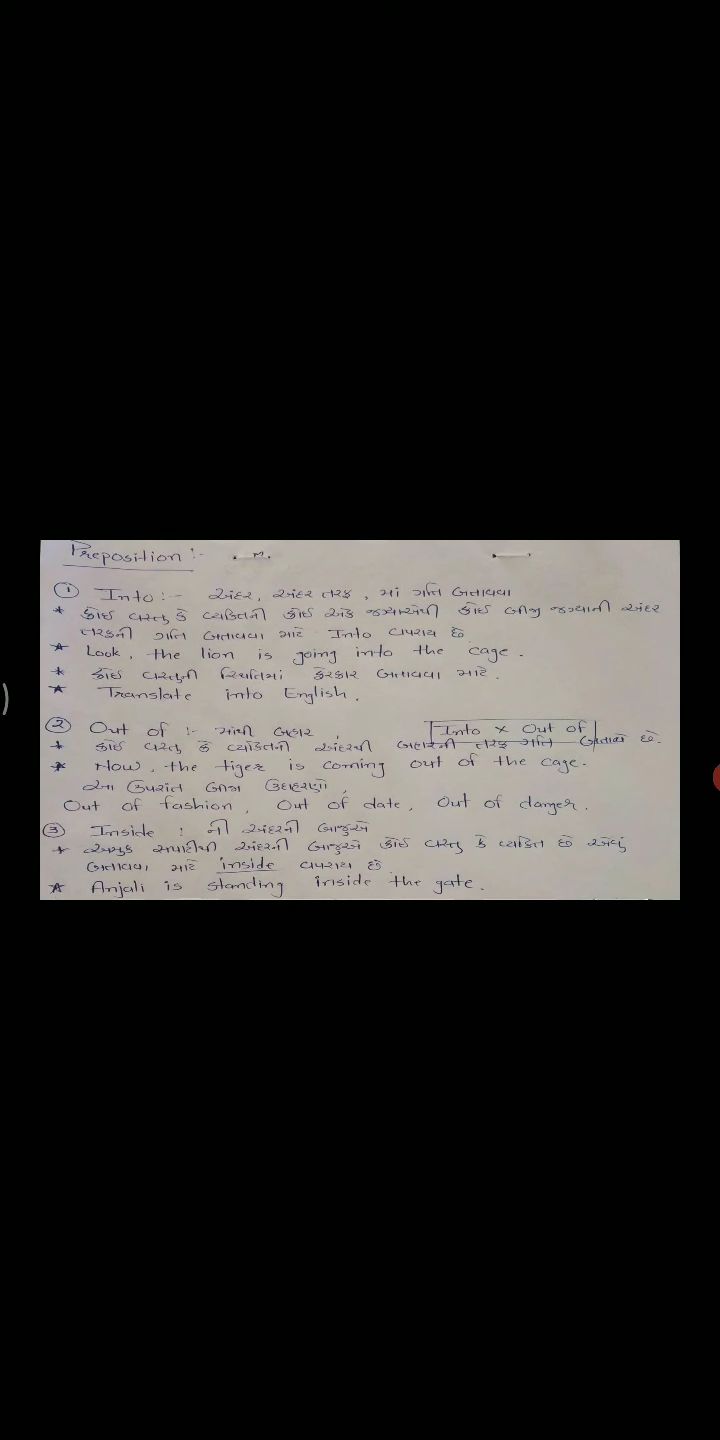 Preposition :-
① Into :- અંદર, અંદર તરફ, માં ગતિ બતાવવા
* કોઈ વસ્તુ કે વ્યકિતની કોઈ એક જગ્યાએથી કોઈ બીજી જગ્યાની અંદર
તરફની ગતિ બતાવવા માટે Into વપરાય છે.
* Look, the lion is going into the cage.
* કોઈ વસ્તુની સ્થિતિમાં ફેરફાર બતાવવા માટે.
* Translate into English.
② Out of :- માંથી બહાર, Into × Out of
* કોઈ વસ્તુ કે વ્યકિતની અંદરથી બહારની તરફ ગતિ બતાવે છે.
* Now, the tiger is coming out of the cage.
આ ઉપરાંત બીજા ઉદાહરણો,
Out of fashion, Out of date, Out of danger.
③ Inside : ની અંદરની બાજુએ
* અમુક સપાટીથી અંદરની બાજુએ કોઈ વસ્તુ કે વ્યકિત છે એવું
બતાવવા માટે inside વપરાય છે.
* Anjali is standing inside the gate.